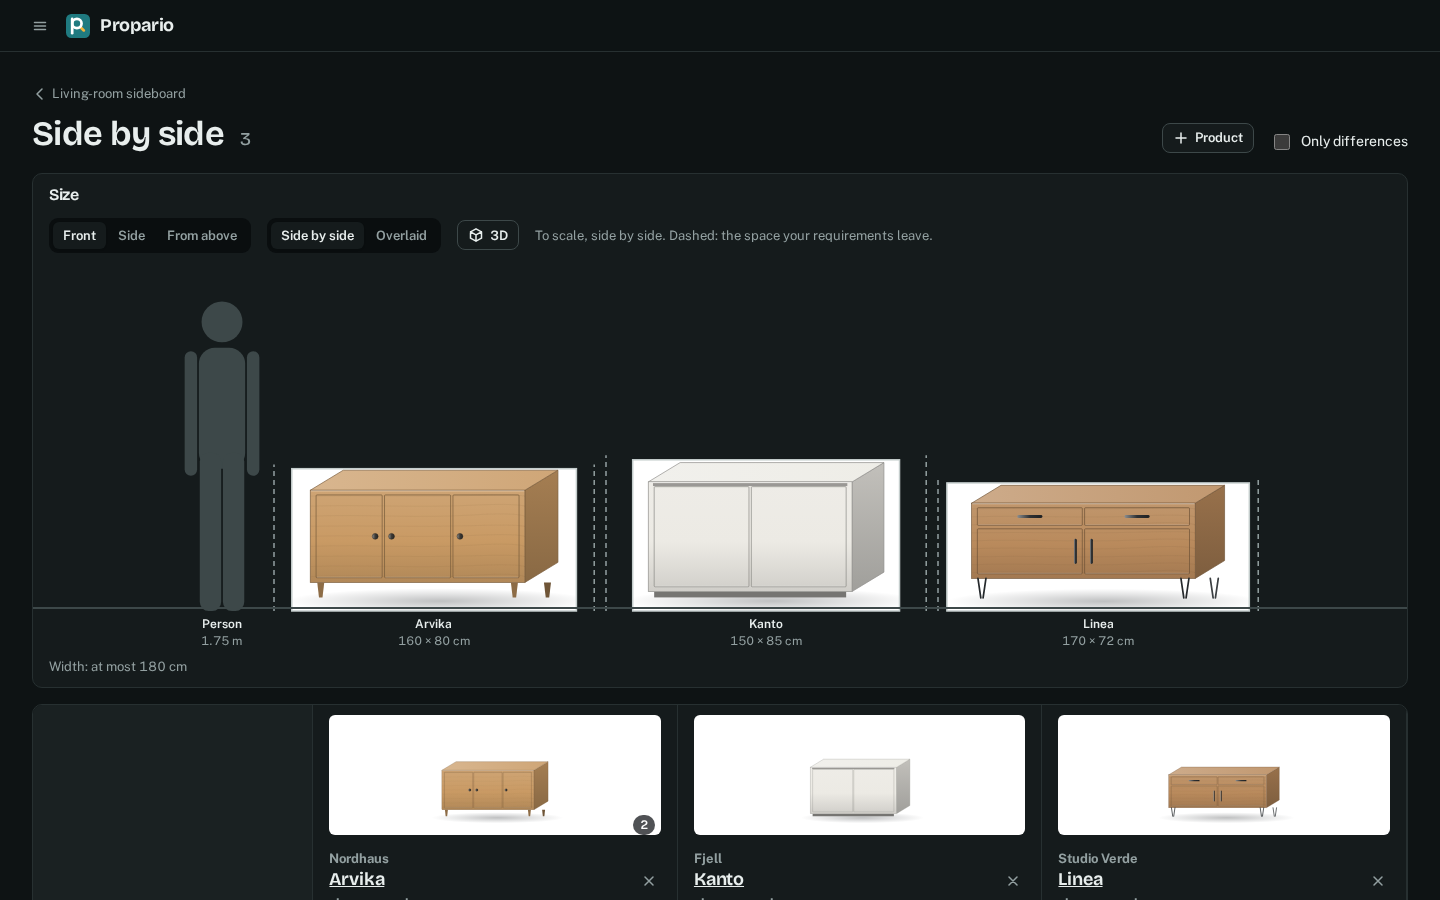 Propario
Living-room sideboard
Side by side 3
Product
Only differences
Size
Front Side From above Side by side Overlaid 3D To scale, side by side. Dashed: the space your requirements leave.
Person Arvika Kanto Linea
1.75 m 160 × 80 cm 150 × 85 cm 170 × 72 cm
Width: at most 180 cm
2
Nordhaus Fjell Studio Verde
Arvika Kanto Linea